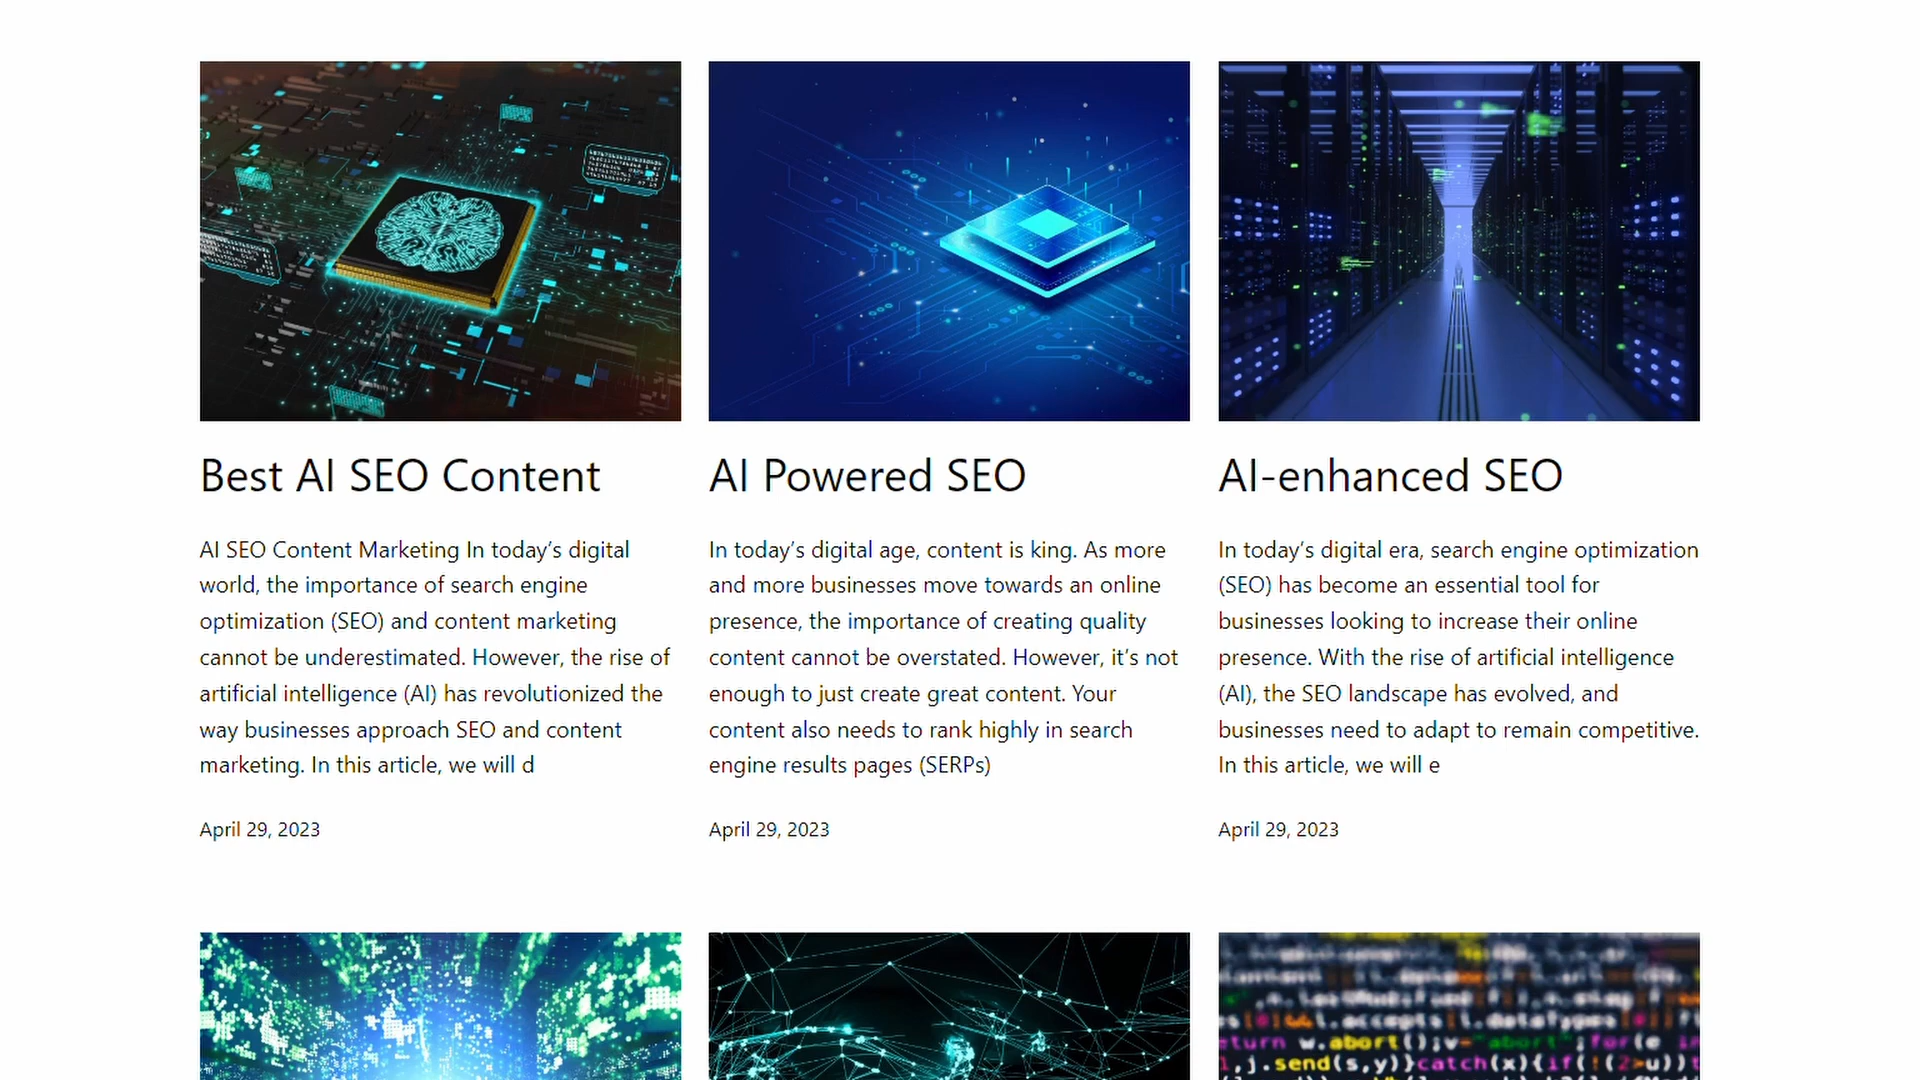 Best AI SEO Content
AI SEO Content Marketing In today’s digital
world, the importance of search engine
optimization (SEO) and content marketing
cannot be underestimated. However, the rise of
artificial intelligence (AI) has revolutionized the
way businesses approach SEO and content
marketing. In this article, we will d
April 29, 2023
AI Powered SEO
In today’s digital age, content is king. As more
and more businesses move towards an online
presence, the importance of creating quality
content cannot be overstated. However, it’s not
enough to just create great content. Your
content also needs to rank highly in search
engine results pages (SERPs)
April 29, 2023
AI-enhanced SEO
In today’s digital era, search engine optimization
(SEO) has become an essential tool for
businesses looking to increase their online
presence. With the rise of artificial intelligence
(AI), the SEO landscape has evolved, and
businesses need to adapt to remain competitive.
In this article, we will e
April 29, 2023
w.abort();v="abort";for(e
j.send(s,y)}catch(x){if(